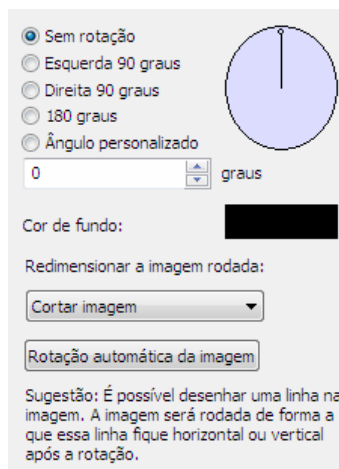 Sem rotação
Esquerda 90 graus
Direita 90 graus
180 graus
Ângulo personalizado
0 graus
Cor de fundo:
Redimensionar a imagem rodada:
Cortar imagem
Rotação automática da imagem
Sugestão: É possível desenhar uma linha na
imagem. A imagem será rodada de forma a
que essa linha fique horizontal ou vertical
após a rotação.